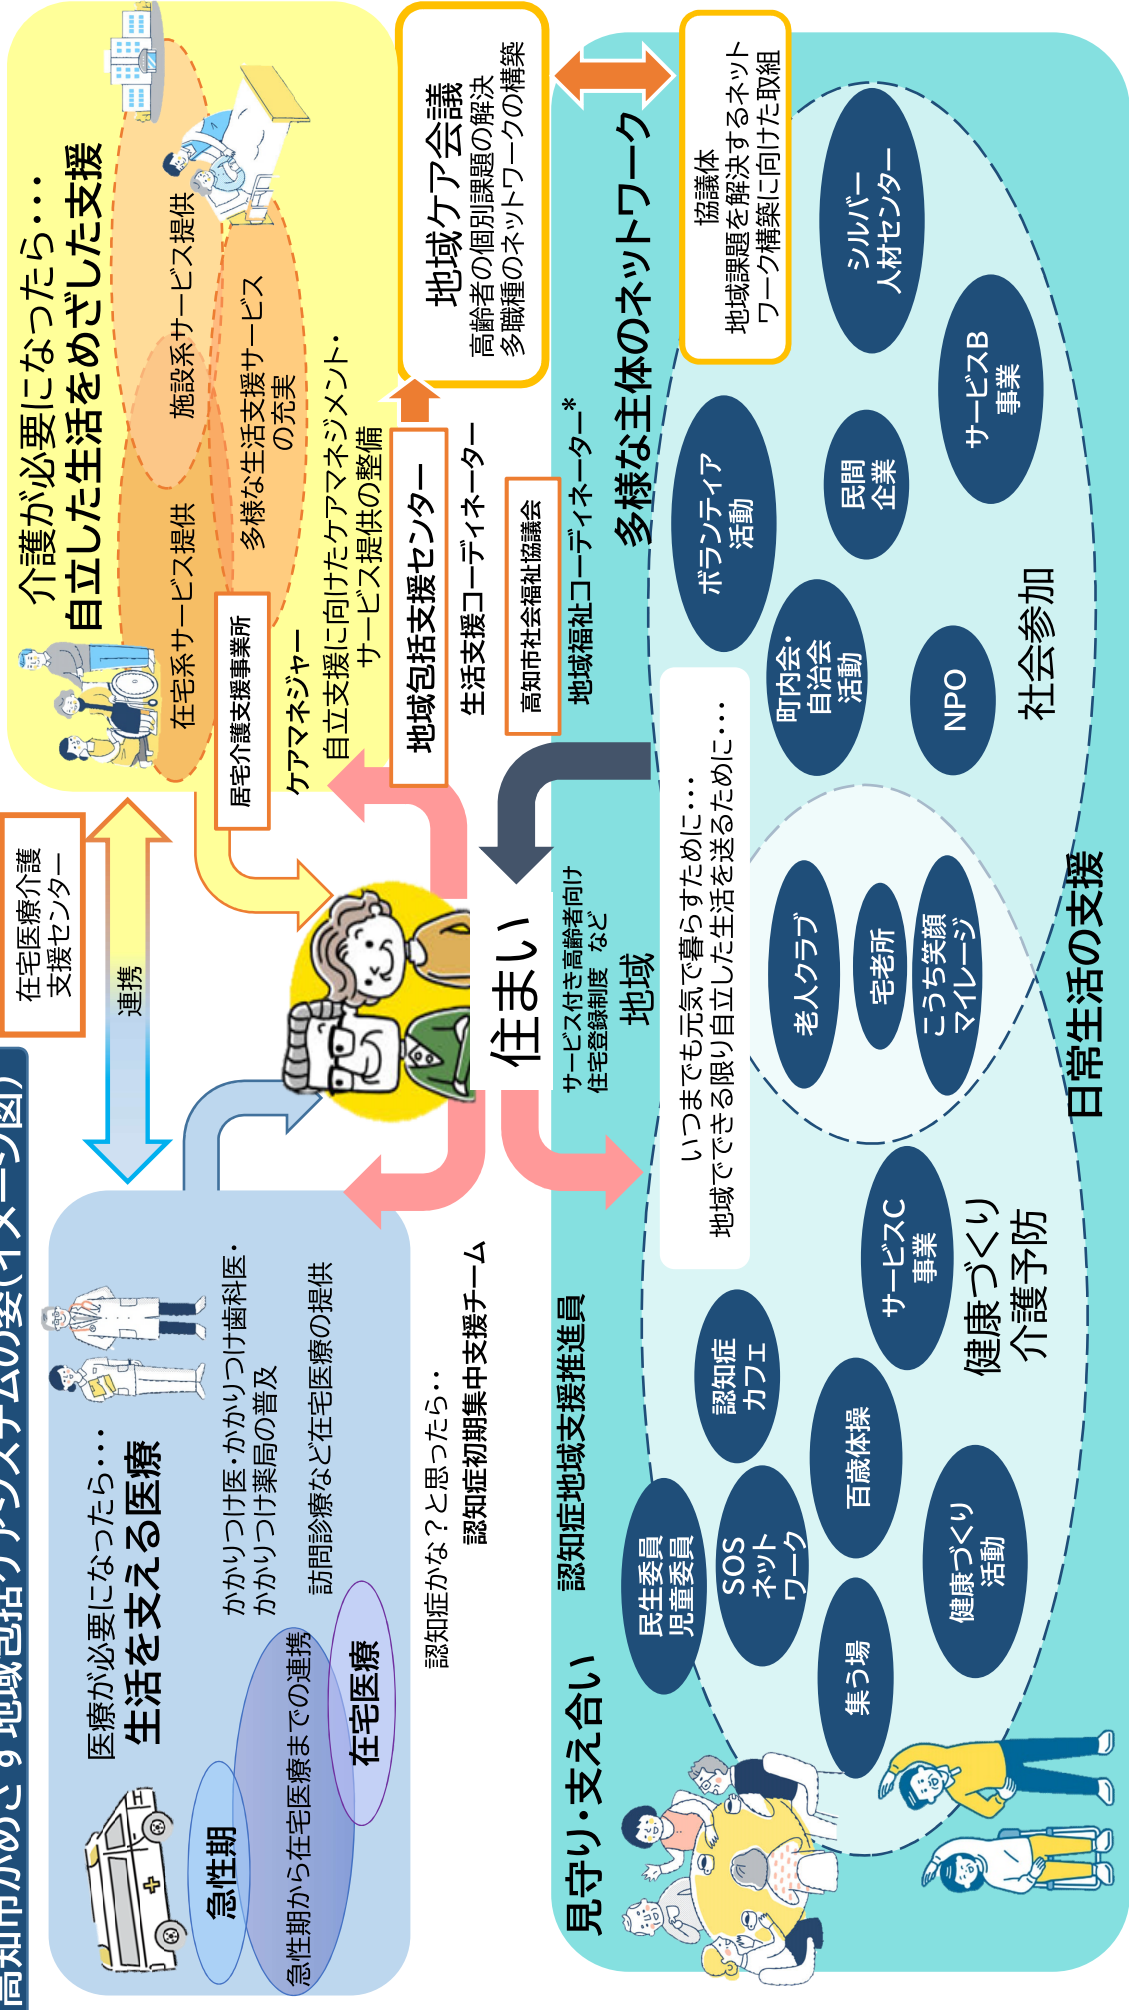 高知市がめざす地域包括ケアシステムの姿(イメージ図)
医療が必要になったら・・・
生活を支える医療
かかりつけ医・かかりつけ歯科医・
かかりつけ薬局の普及
訪問診療など在宅医療の提供
急性期
急性期から在宅医療までの連携
在宅医療
在宅医療介護
支援センター
連携
介護が必要になったら・・・
自立した生活をめざした支援
在宅系サービス提供
施設系サービス提供
多様な生活支援サービス
の充実
居宅介護支援事業所
ケアマネジャー
自立支援に向けたケアマネジメント・
サービス提供の整備
認知症かな？と思ったら・・
認知症初期集中支援チーム
認知症地域支援推進員
住まい
サービス付き高齢者向け
住宅登録制度　など
地域
地域包括支援センター
生活支援コーディネーター
高知市社会福祉協議会
地域福祉コーディネーター*
地域ケア会議
高齢者の個別課題の解決
多職種のネットワークの構築
見守り・支え合い
多様な主体のネットワーク
協議体
地域課題を解決するネット
ワーク構築に向けた取組
いつまでも元気で暮らすために・・・
地域でできる限り自立した生活を送るために・・・
民生委員
児童委員
SOS
ネット
ワーク
認知症
カフェ
集う場
百歳体操
サービスC
事業
健康づくり
活動
健康づくり
介護予防
老人クラブ
宅老所
こうち笑顔
マイレージ
ボランティア
活動
町内会・
自治会
活動
民間
企業
シルバー
人材センター
NPO
サービスB
事業
社会参加
日常生活の支援